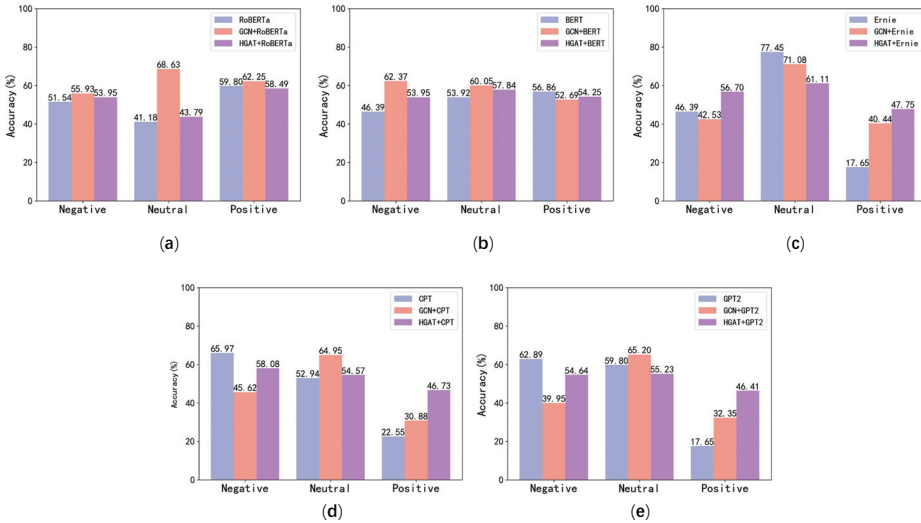 RoBERTa
GCN+RoBERTa
HGAT+RoBERTa
Accuracy(%)
100
80
60
40
20
0
51.54
55.93
53.95
41.18
68.63
43.79
59.80
62.25
58.49
Negative
Neutral
Positive
(a)
BERT
GCN+BERT
HGAT+BERT
Accuracy(%)
100
80
60
40
20
0
46.39
62.37
53.95
53.92
60.05
57.84
56.86
52.69
54.25
Negative
Neutral
Positive
(b)
Ernie
GCN+Ernie
HGAT+Ernie
Accuracy(%)
100
80
60
40
20
0
46.39
42.53
56.70
77.45
71.08
61.11
17.65
40.44
47.75
Negative
Neutral
Positive
(c)
CPT
GCN+CPT
HGAT+CPT
Accuracy(%)
100
80
60
40
20
0
65.97
45.62
58.08
52.94
64.95
54.57
22.55
30.88
46.73
Negative
Neutral
Positive
(d)
GPT2
GCN+GPT2
HGAT+GPT2
Accuracy(%)
100
80
60
40
20
0
62.89
39.95
54.64
59.80
65.20
55.23
17.65
32.35
46.41
Negative
Neutral
Positive
(e)